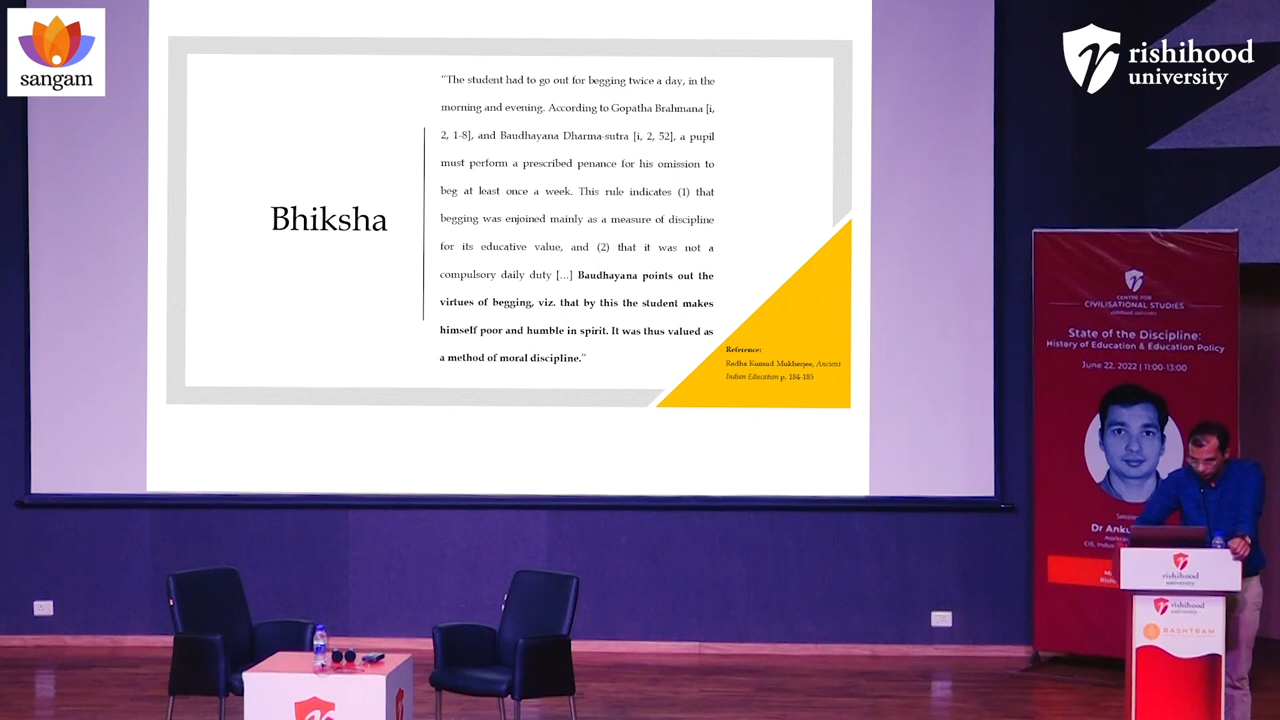 sangam
rishihood
university
Bhiksha
“The student had to go out for begging twice a day, in the
morning and evening. According to Gopatha Brahmana [i,
2, 1-8], and Baudhayana Dharma-sutra [i, 2, 52], a pupil
must perform a prescribed penance for his omission to
beg at least once a week. This rule indicates (1) that
begging was enjoined mainly as a measure of discipline
for its educative value, and (2) that it was not a
compulsory daily duty [...] Baudhayana points out the
virtues of begging, viz. that by this the student makes
himself poor and humble in spirit. It was thus valued as
a method of moral discipline.”
Reference:
Radha Kumud Mukherjee, Ancient
Indian Education p. 184-185
CENTRE FOR
CIVILISATIONAL STUDIES
rishihood university
State of the Discipline:
History of Education & Education Policy
June 22, 2022 | 11:00-13:00
Dr
rishihood
university
rishihood
university
RASHTRAM